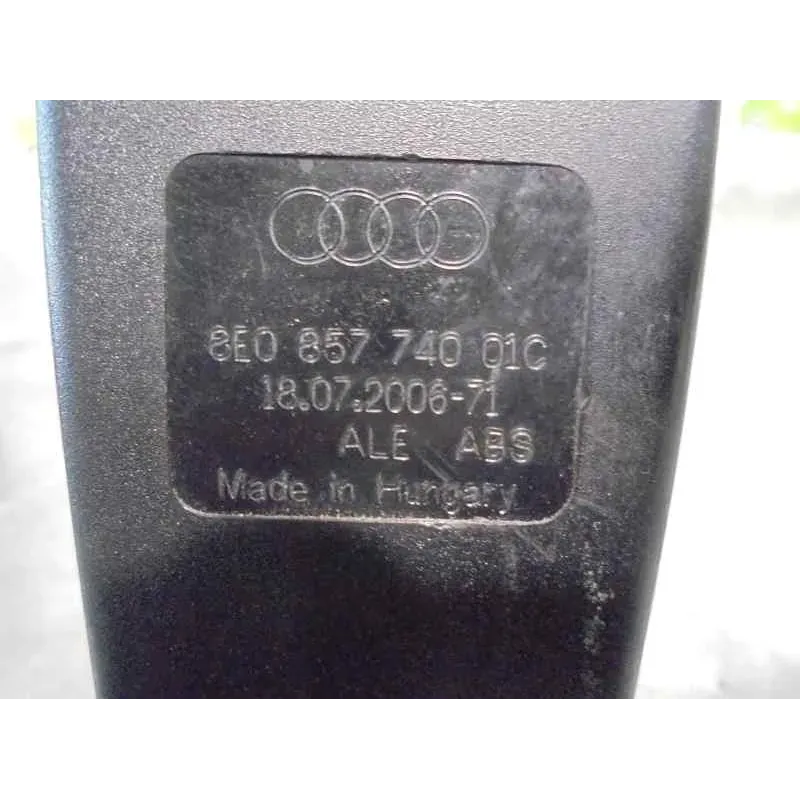 8E0 857 740 01C
18.07.2006-71
ALE ABS
Made in Hungary